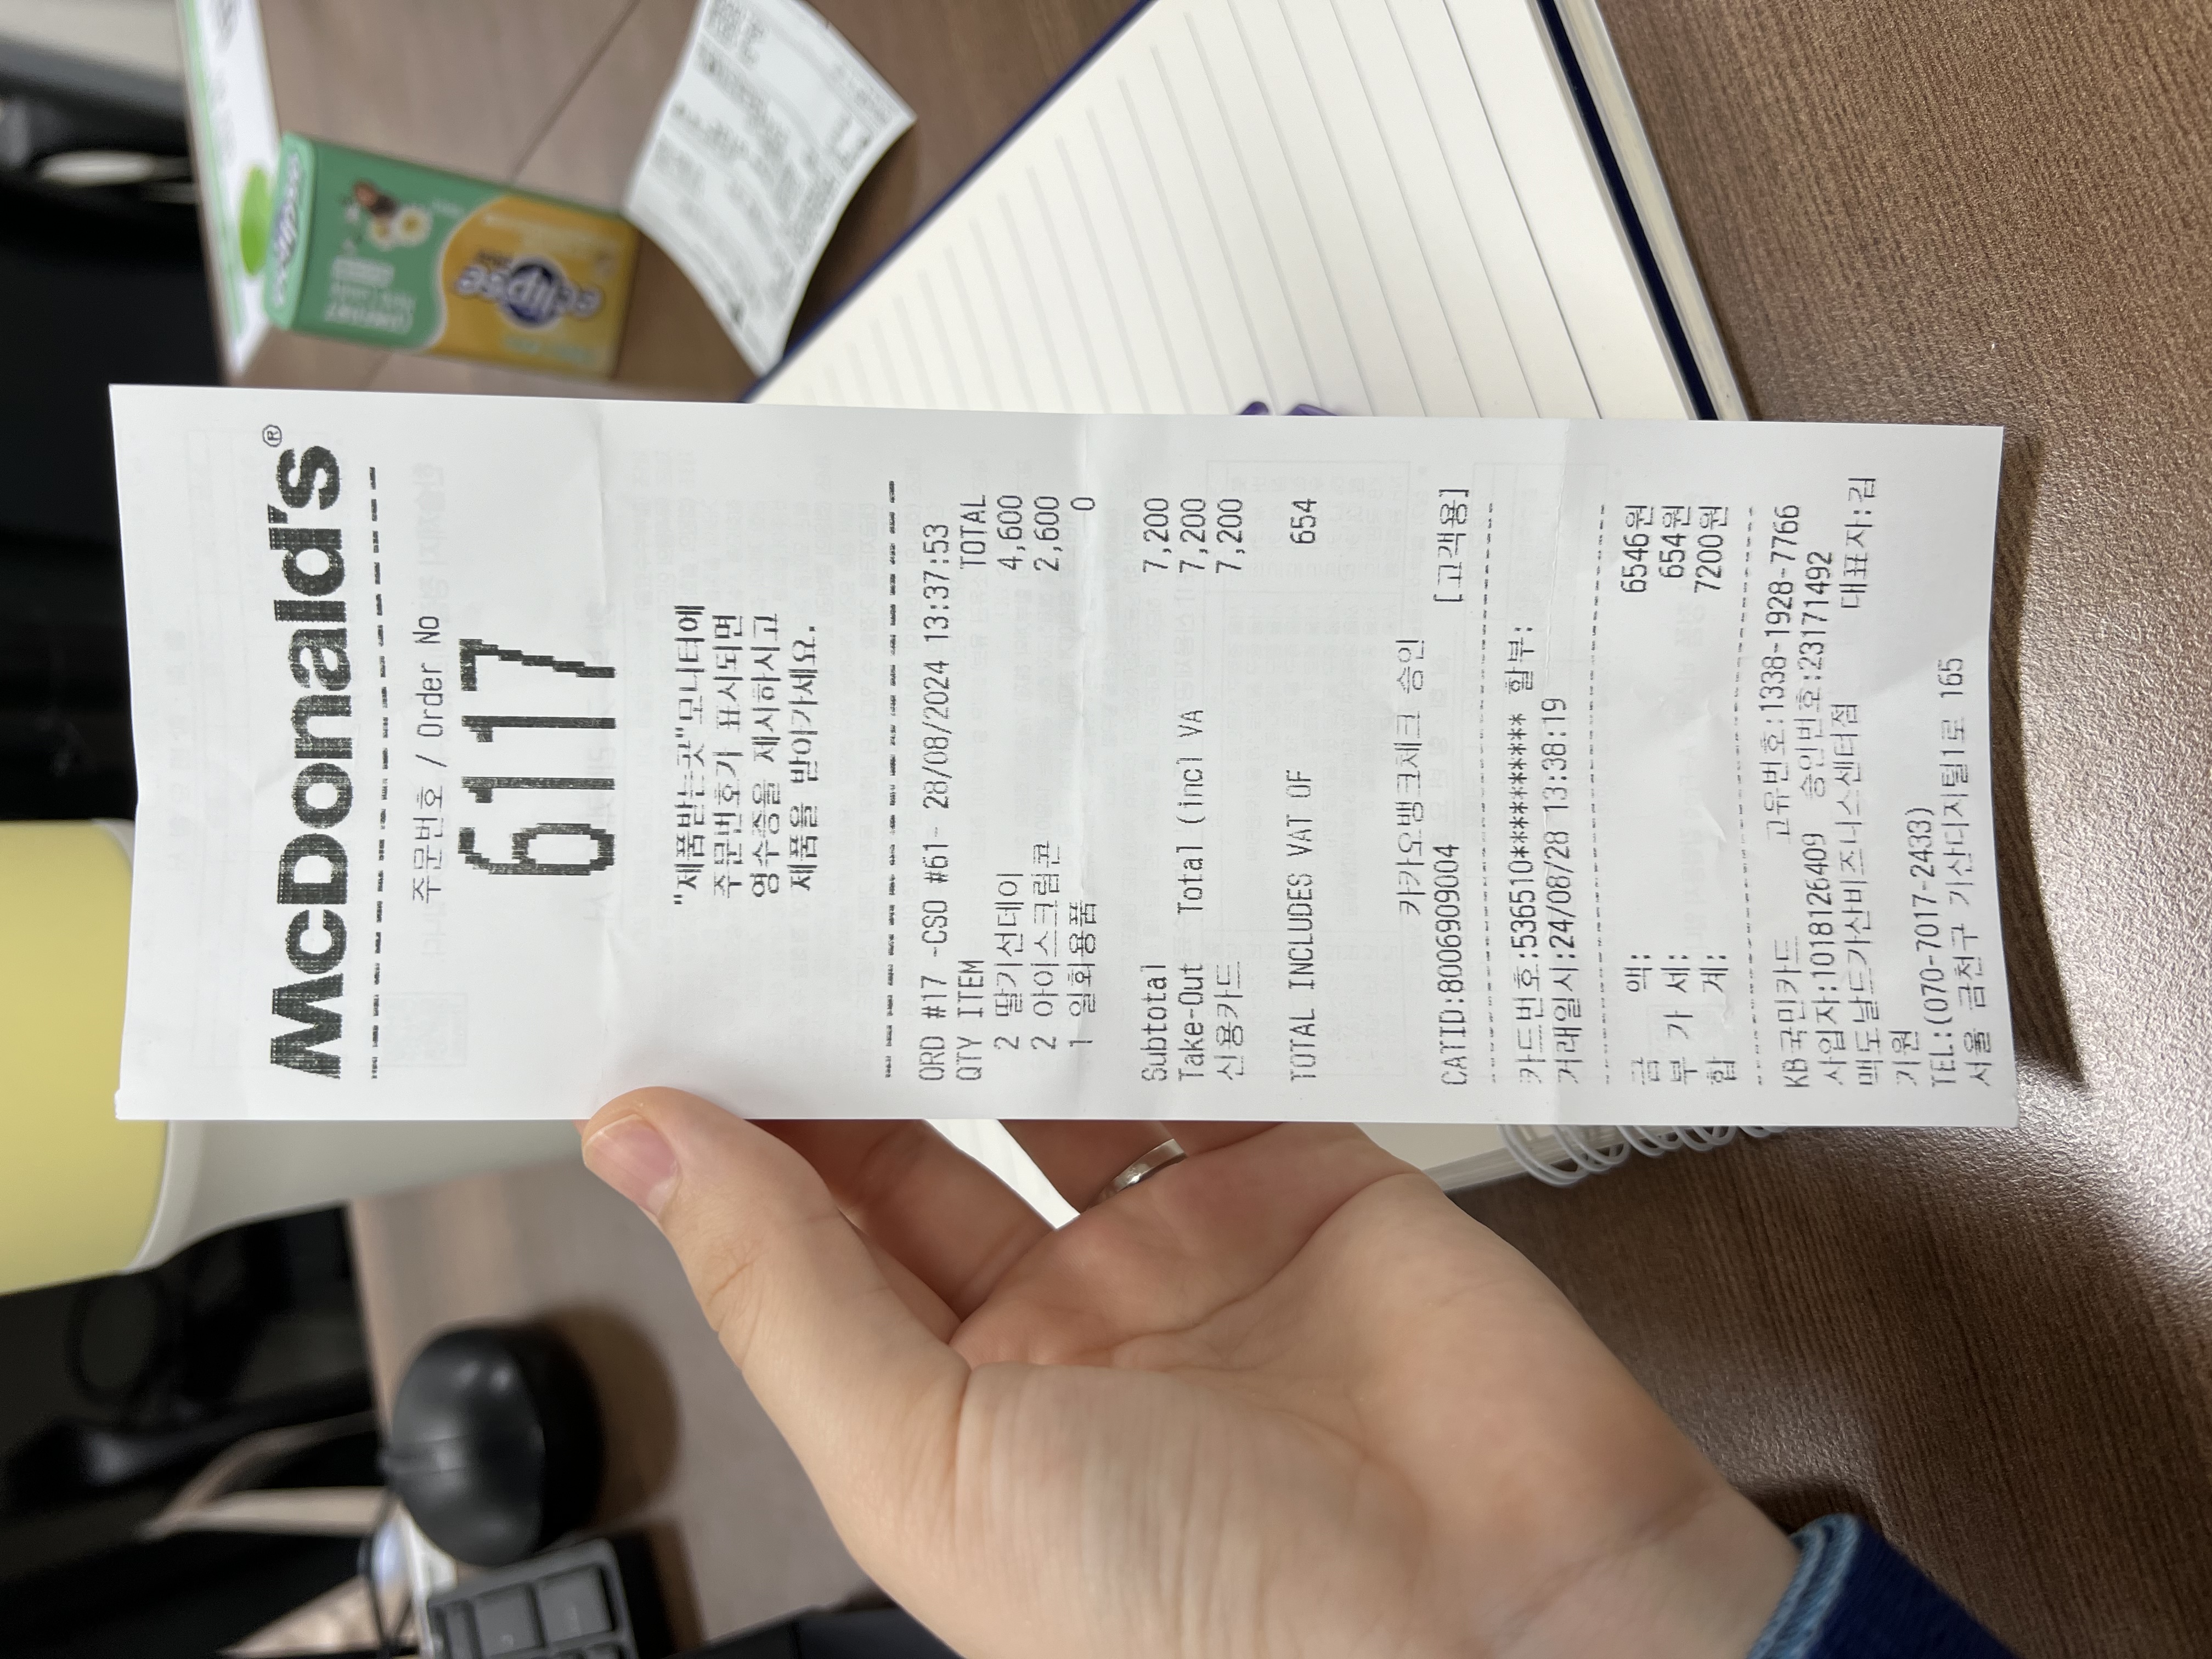 McDonald's®
주문번호 / Order No
6117
"제품받는곳"모니터에
주문번호가 표시되면
영수증을 제시하시고
제품을 받아가세요.
ORD #17 -CSO #61- 28/08/2024 13:37:53
QTY ITEM TOTAL
2 딸기선데이 4,600
2 아이스크림콘 2,600
1 일회용품 0
Subtotal 7,200
Take-Out Total (incl VA 7,200
신용카드 7,200
TOTAL INCLUDES VAT OF 654
카카오뱅크체크 승인
CATID:8006909004 [고객용]
카드번호:536510********** 할부:
거래일시:24/08/28 13:38:19
금 액: 6546원
부 가 세: 654원
합 계: 7200원
KB국민카드 고유번호:1338-1928-7766
사업자:1018126409 승인번호:23171492
맥도날드가산비즈니스센터점 대표자:김
기원
TEL:(070-7017-2433)
서울 금천구 가산디지털1로 165
eclipse